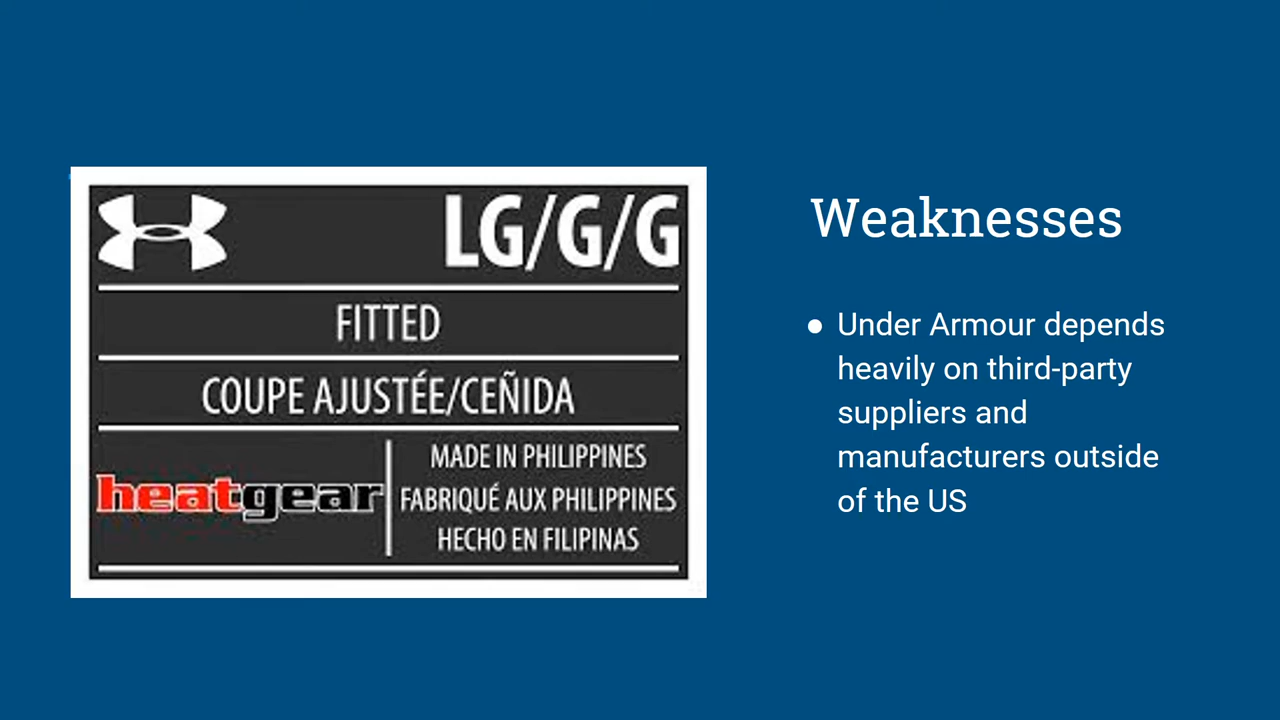 LG/G/G
FITTED
COUPE AJUSTÉE/CEÑIDA
heatgear
MADE IN PHILIPPINES
FABRIQUÉ AUX PHILIPPINES
HECHO EN FILIPINAS
Weaknesses
● Under Armour depends
heavily on third-party
suppliers and
manufacturers outside
of the US